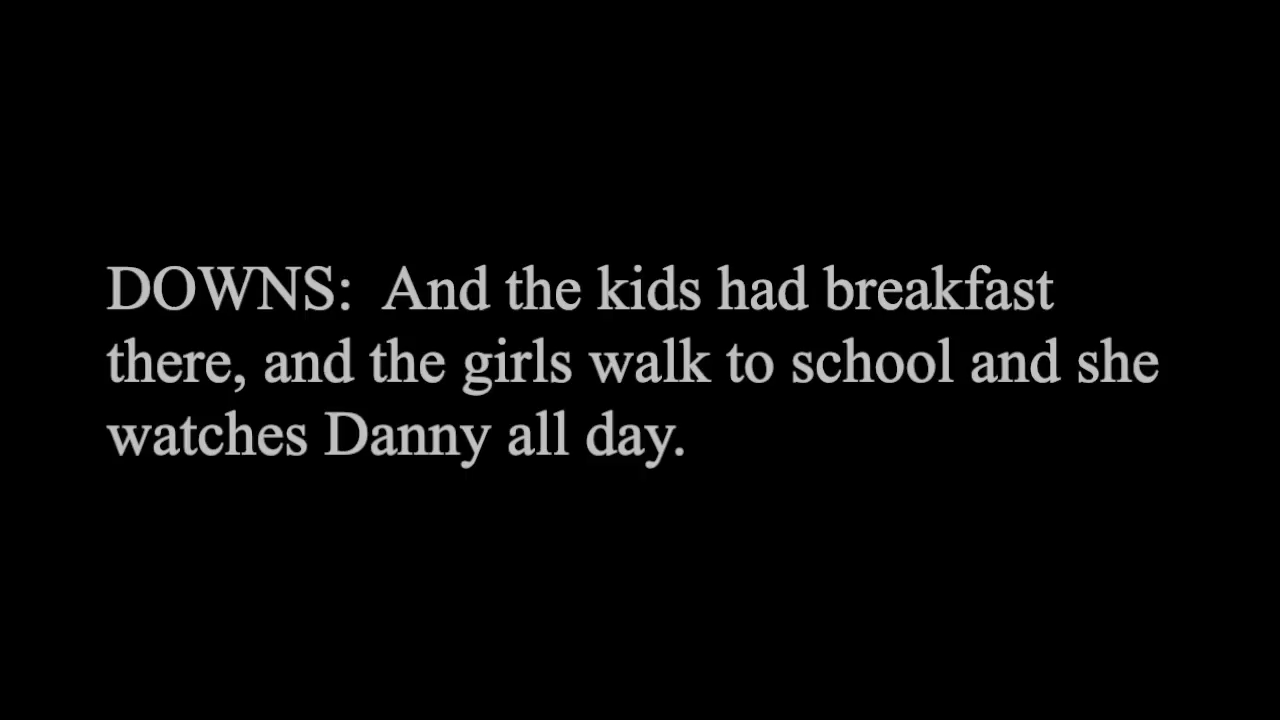 DOWNS:  And the kids had breakfast
there, and the girls walk to school and she
watches Danny all day.